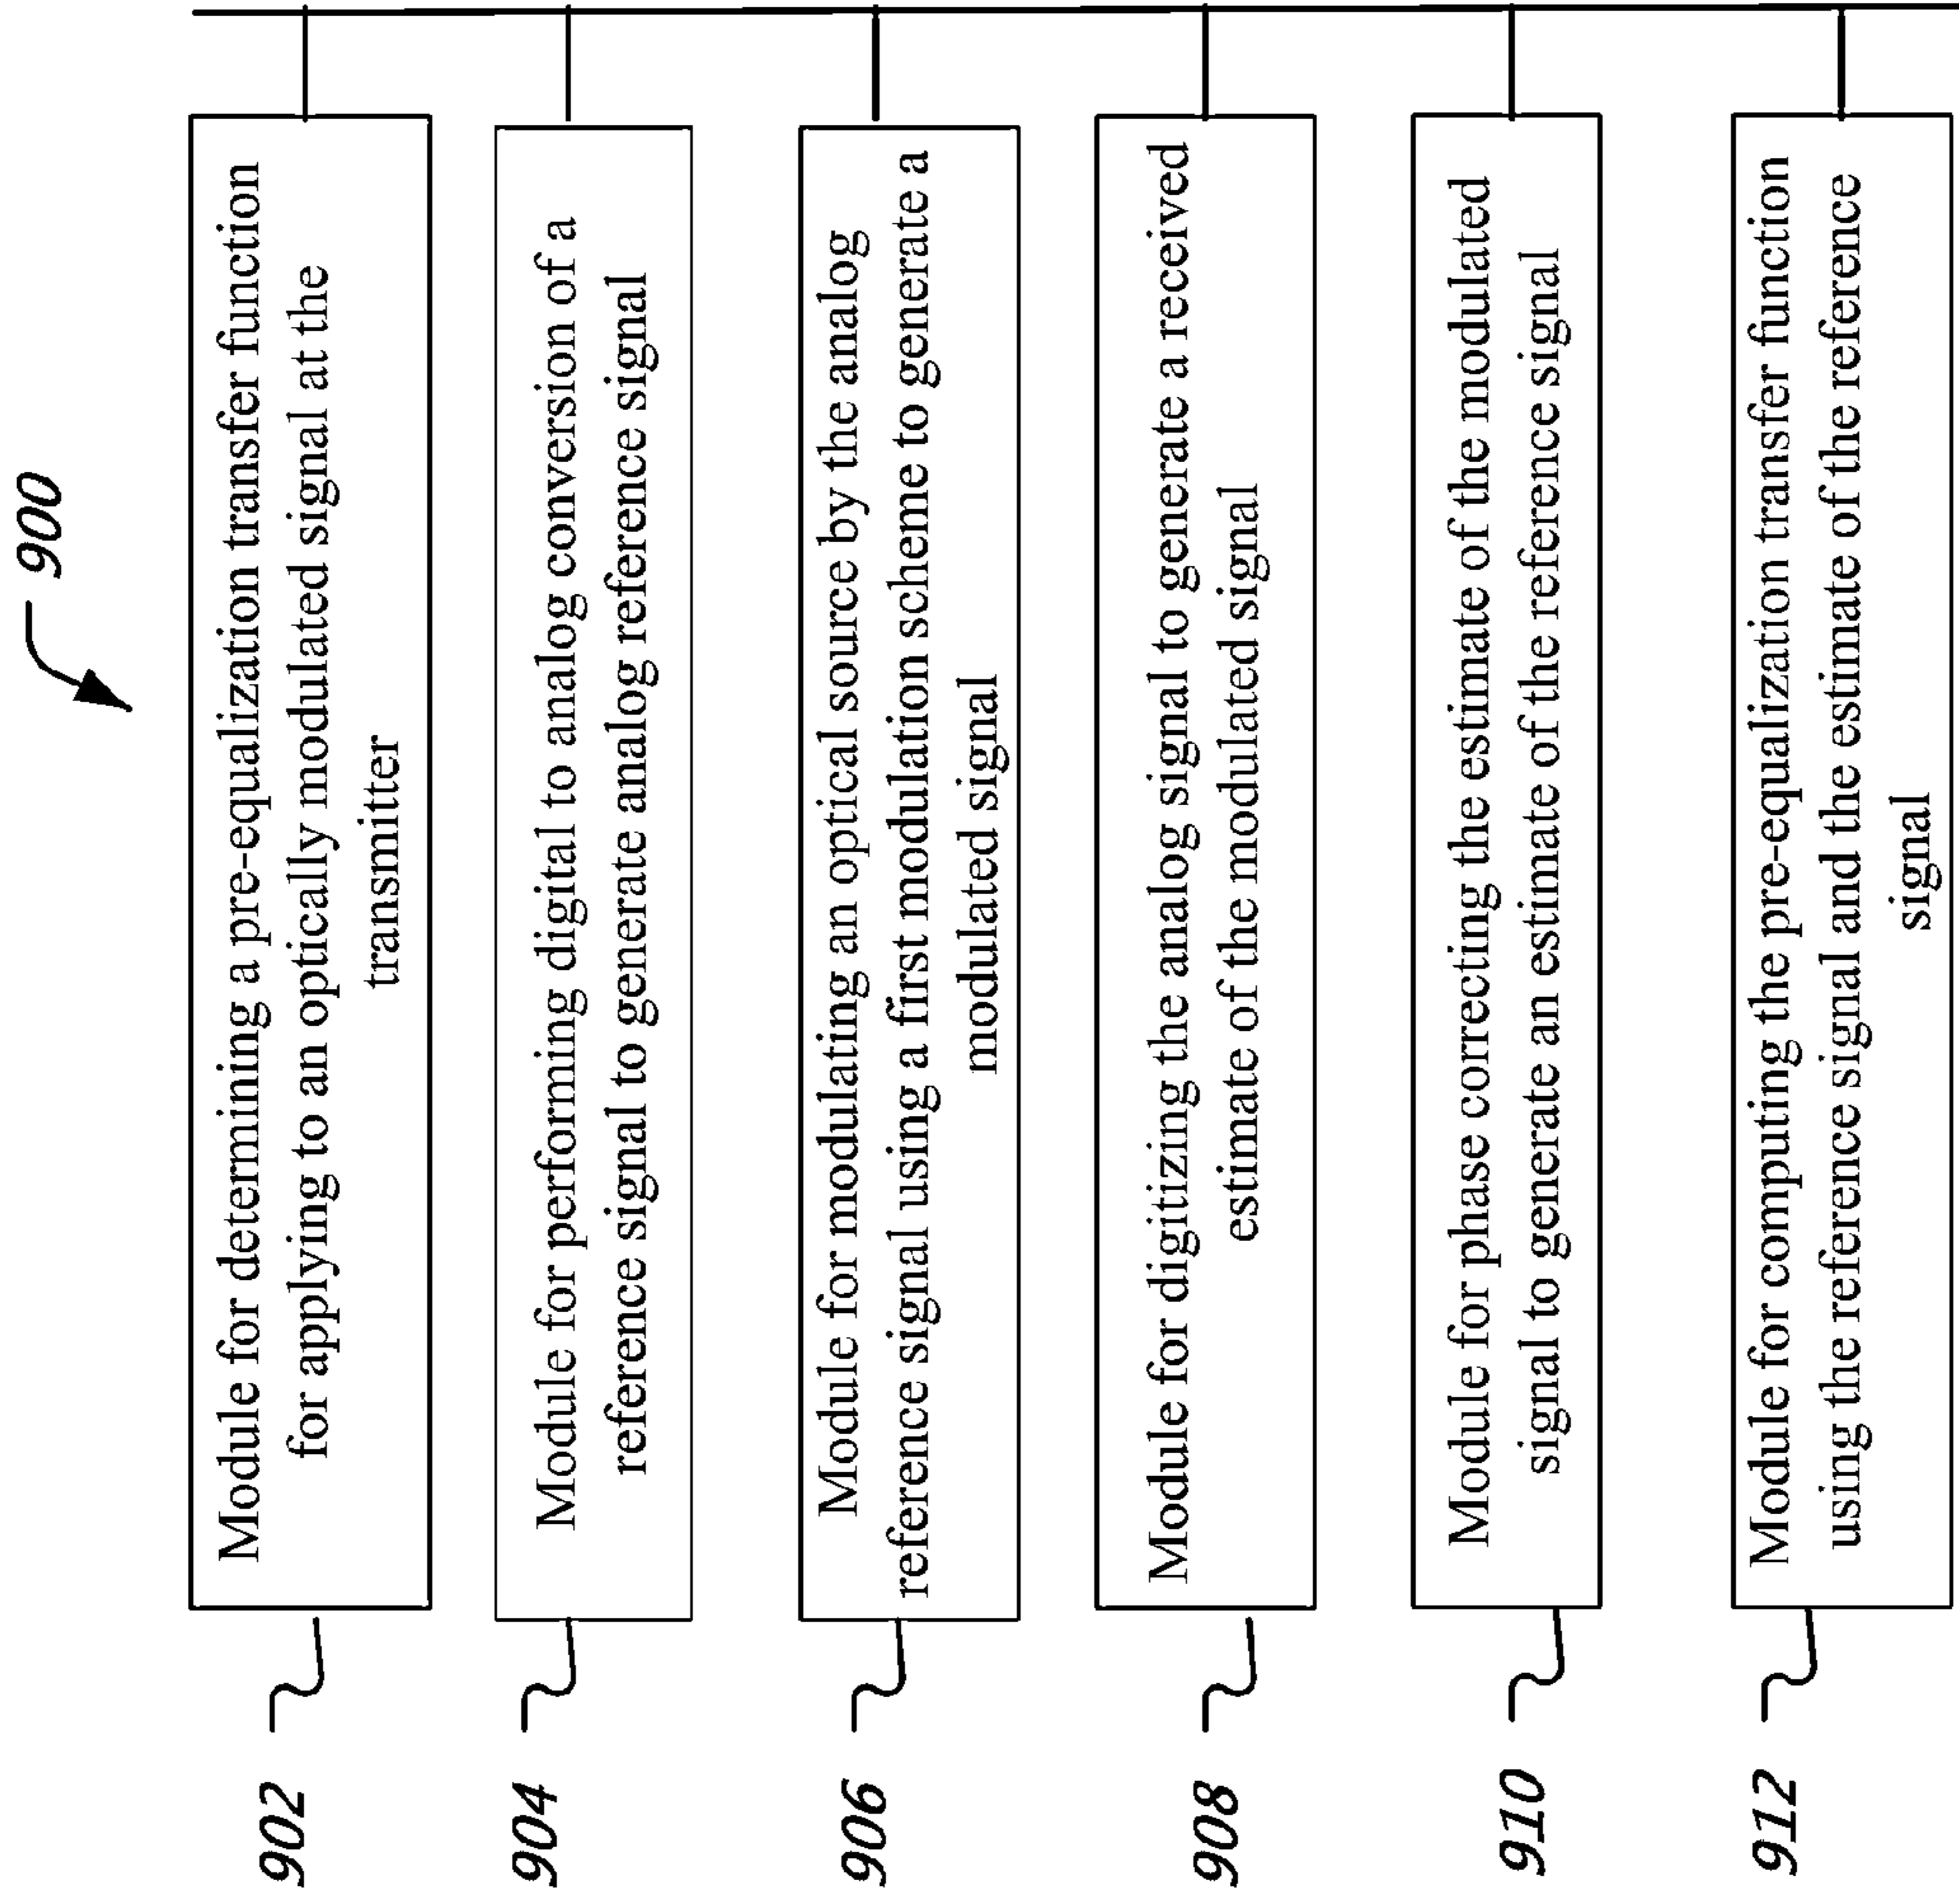 900
902
Module for determining a pre-equalization transfer function
for applying to an optically modulated signal at the
transmitter
904
Module for performing digital to analog conversion of a
reference signal to generate analog reference signal
906
Module for modulating an optical source by the analog
reference signal using a first modulation scheme to generate a
modulated signal
908
Module for digitizing the analog signal to generate a received
estimate of the modulated signal
910
Module for phase correcting the estimate of the modulated
signal to generate an estimate of the reference signal
912
Module for computing the pre-equalization transfer function
using the reference signal and the estimate of the reference
signal